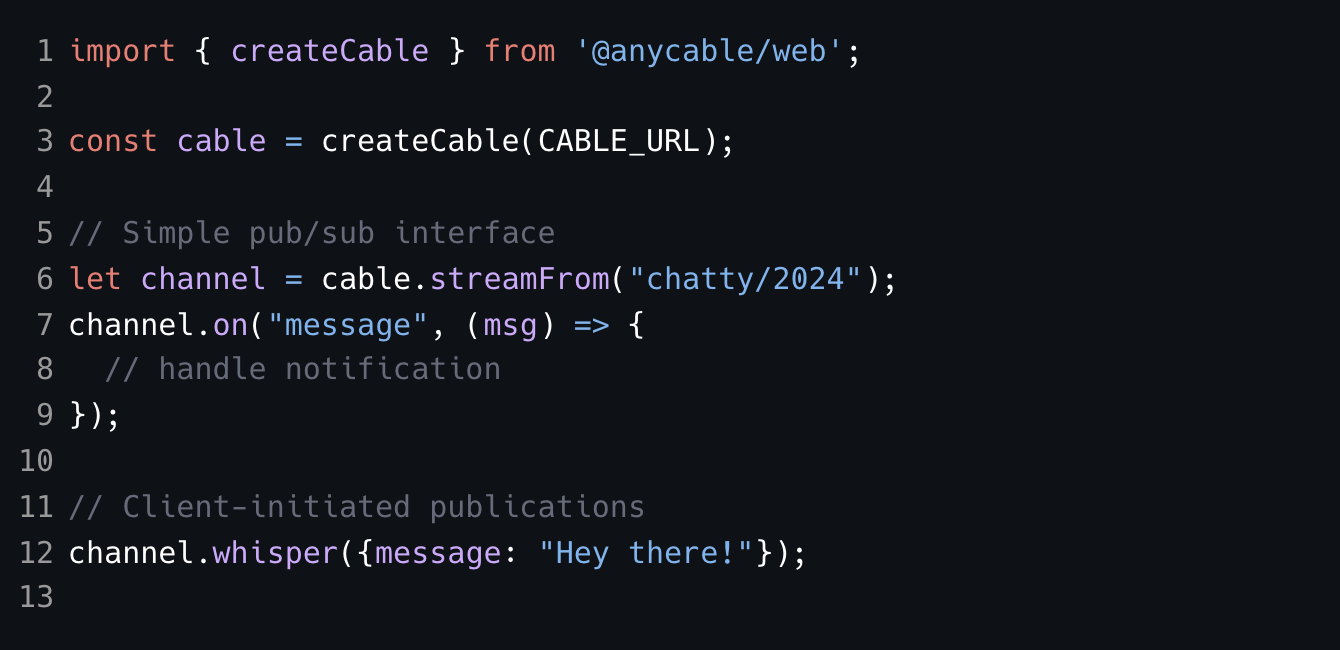 1 import { createCable } from '@anycable/web';
2
3 const cable = createCable(CABLE_URL);
4
5 // Simple pub/sub interface
6 let channel = cable.streamFrom("chatty/2024");
7 channel.on("message", (msg) => {
8   // handle notification
9 });
10
11 // Client-initiated publications
12 channel.whisper({message: "Hey there!"});
13